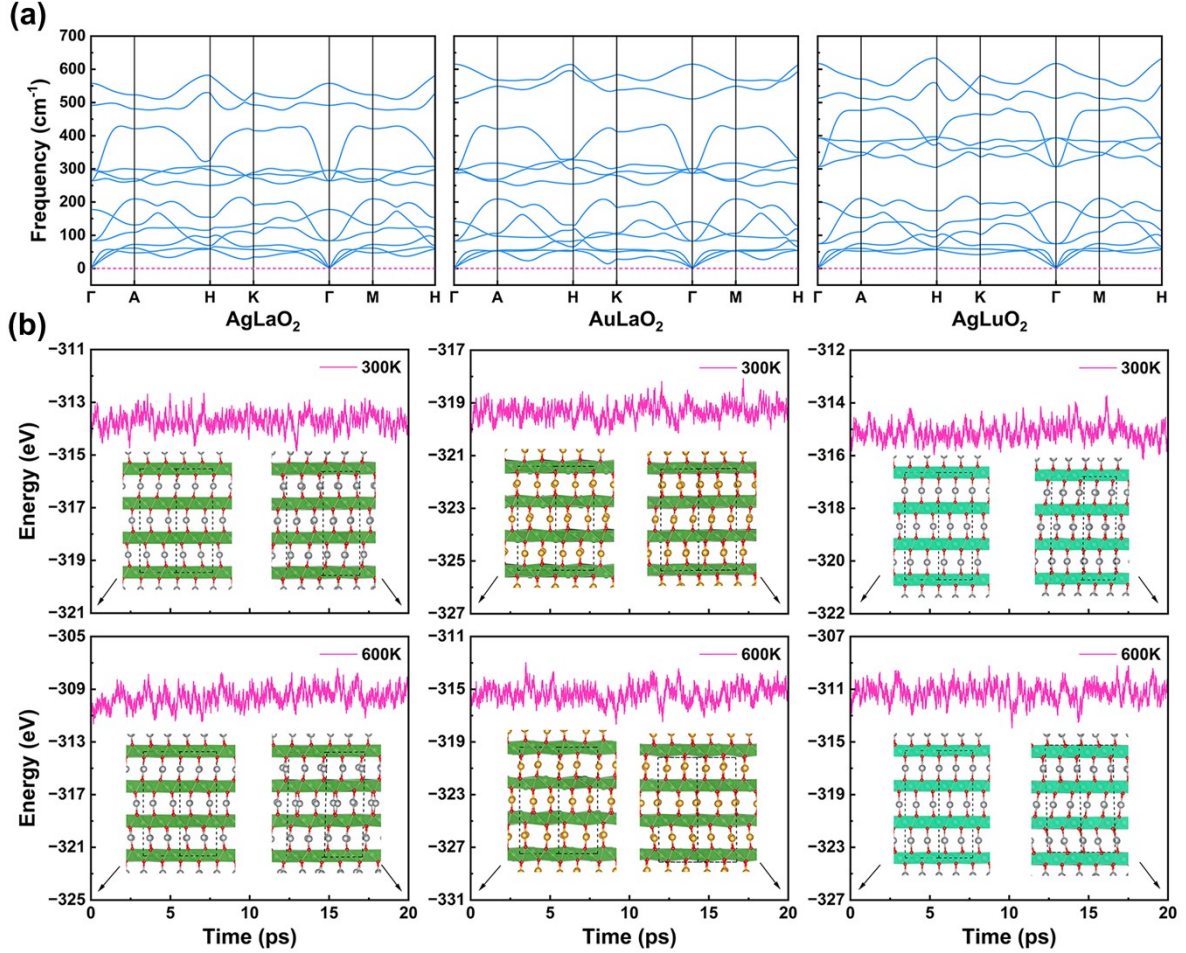 (a)
Frequency (cm⁻¹)
700
600
500
400
300
200
100
0
Γ A H K Γ M H
Γ A H K Γ M H
Γ A H K Γ M H
AgLaO₂
AuLaO₂
AgLuO₂
(b)
Energy (eV)
−311
−313
−315
−317
−319
−321
300K
−317
−319
−321
−323
−325
−327
300K
−312
−314
−316
−318
−320
−322
300K
Energy (eV)
−305
−309
−313
−317
−321
−325
600K
0 5 10 15 20
Time (ps)
−311
−315
−319
−323
−327
−331
600K
0 5 10 15 20
Time (ps)
−307
−311
−315
−319
−323
−327
600K
0 5 10 15 20
Time (ps)